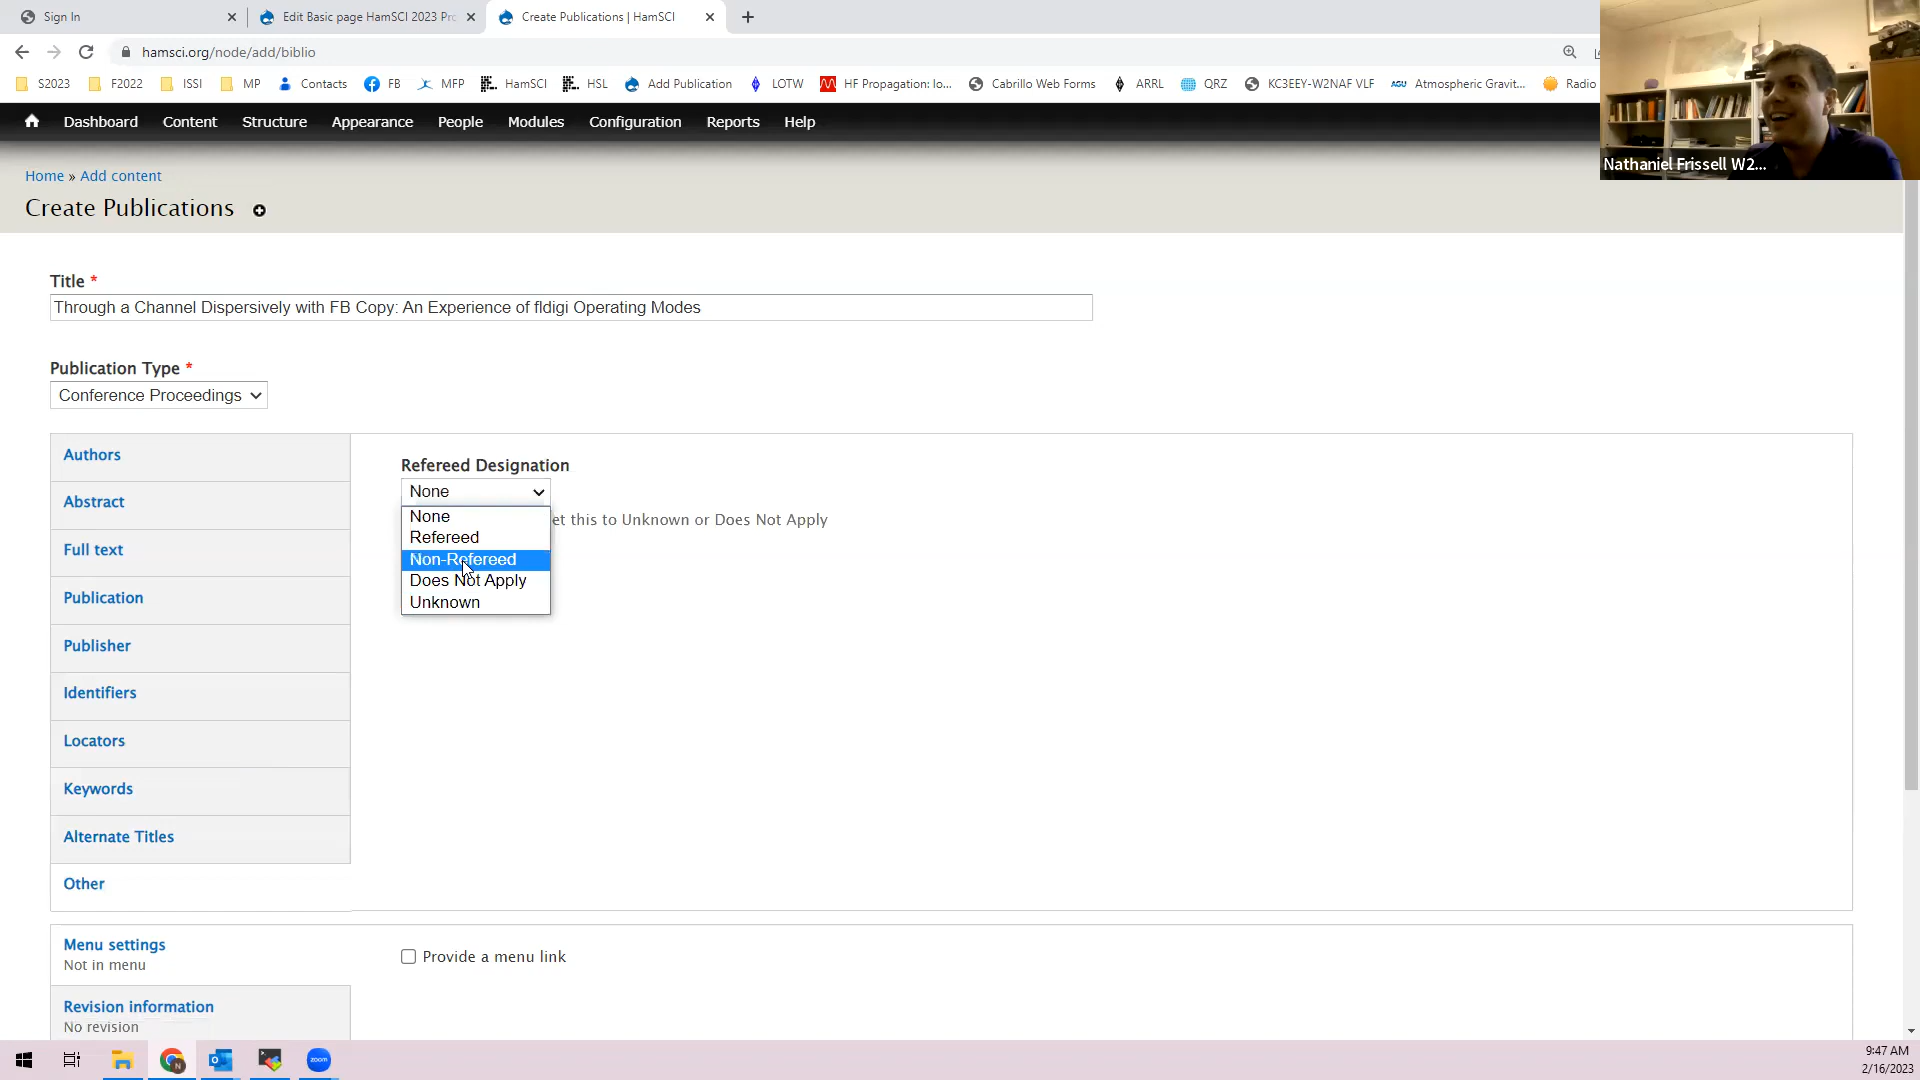 Sign In
Edit Basic page HamSCI 2023 Pr
Create Publications | HamSCI
hamsci.org/node/add/biblio
S2023
F2022
ISSI
MP
Contacts
FB
MFP
HamSCI
HSL
Add Publication
LOTW
HF Propagation: Io...
Cabrillo Web Forms
ARRL
QRZ
KC3EEY-W2NAF VLF
AGU
Atmospheric Gravit...
Radio
Nathaniel Frissell W2...
Dashboard
Content
Structure
Appearance
People
Modules
Configuration
Reports
Help
Home » Add content
Create Publications
Title *
Through a Channel Dispersively with FB Copy: An Experience of fldigi Operating Modes
Publication Type *
Conference Proceedings
Authors
Abstract
Full text
Publication
Publisher
Identifiers
Locators
Keywords
Alternate Titles
Other
Refereed Designation
None
None
Refereed
Non-Refereed
Does Not Apply
Unknown
et this to Unknown or Does Not Apply
Menu settings
Not in menu
Provide a menu link
Revision information
No revision
zoom
9:47 AM
2/16/2023